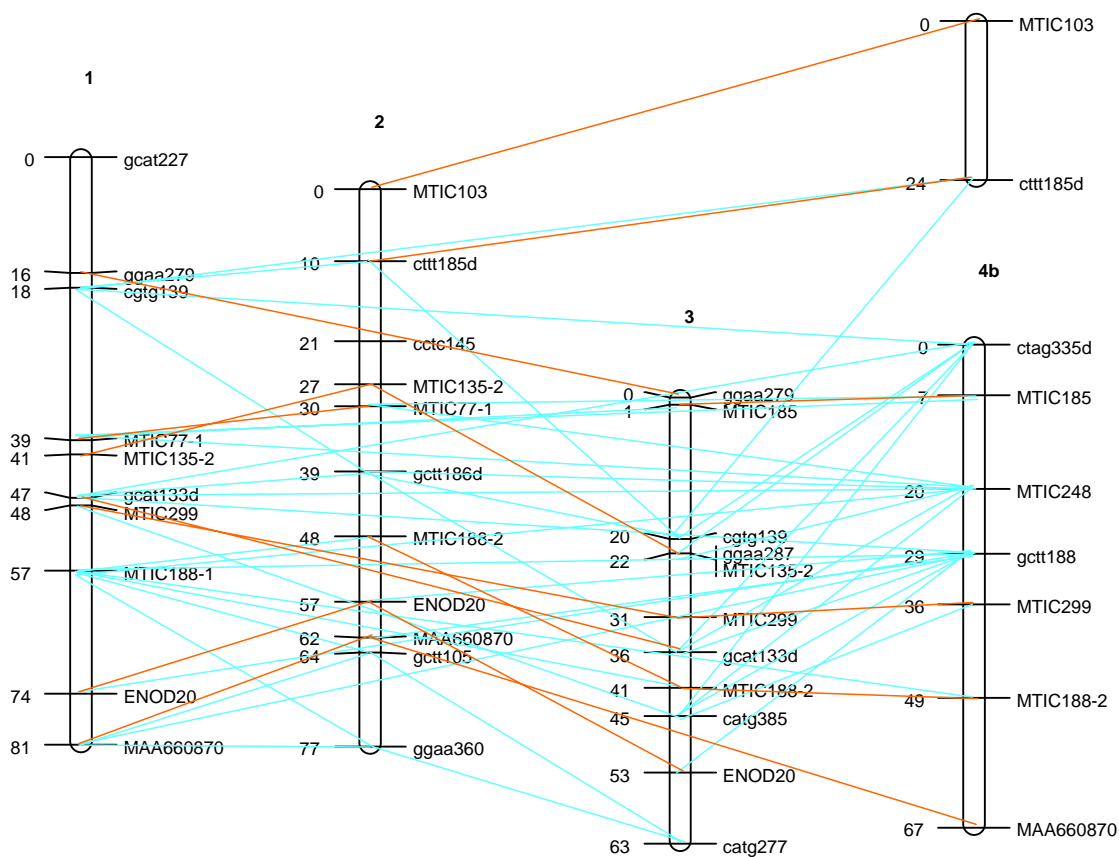 0 MTIC103
24 cttt185d
1
0 gcat227
16 ggaa279
18 cgtg139
39 MTIC77-1
41 MTIC135-2
47 gcat133d
48 MTIC299
57 MTIC188-1
74 ENOD20
81 MAA660870
2
0 MTIC103
10 cttt185d
21 cctc145
27 MTIC135-2
30 MTIC77-1
39 gctt186d
48 MTIC188-2
57 ENOD20
62 MAA660870
64 gctt105
77 ggaa360
3
0 ggaa279
1 MTIC185
20 cgtg139
22 ggaa287
MTIC135-2
31 MTIC299
36 gcat133d
41 MTIC188-2
45 catg385
53 ENOD20
63 catg277
4b
0 ctag335d
7 MTIC185
20 MTIC248
29 gctt188
36 MTIC299
49 MTIC188-2
67 MAA660870